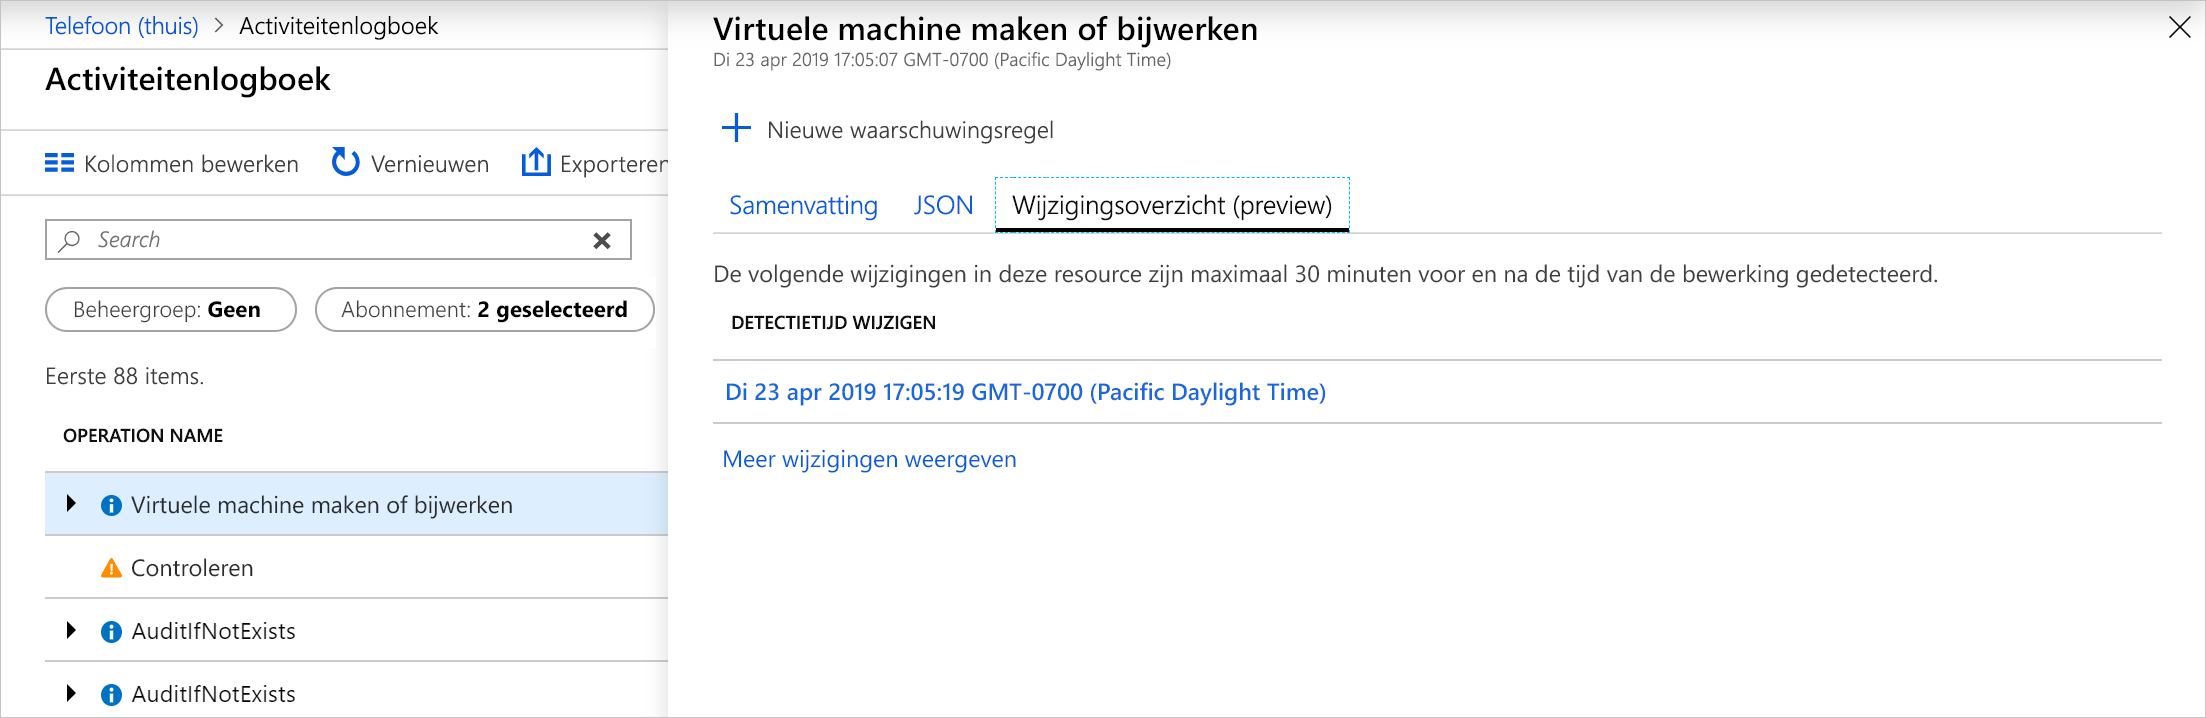 Telefoon (thuis) > Activiteitenlogboek
Activiteitenlogboek
Kolommen bewerken Vernieuwen Exporteren
Search
Beheergroep: Geen Abonnement: 2 geselecteerd
Eerste 88 items.
OPERATION NAME
Virtuele machine maken of bijwerken
Controleren
AuditIfNotExists
AuditIfNotExists
Virtuele machine maken of bijwerken
Di 23 apr 2019 17:05:07 GMT-0700 (Pacific Daylight Time)
Nieuwe waarschuwingsregel
Samenvatting JSON Wijzigingsoverzicht (preview)
De volgende wijzigingen in deze resource zijn maximaal 30 minuten voor en na de tijd van de bewerking gedetecteerd.
DETECTIETIJD WIJZIGEN
Di 23 apr 2019 17:05:19 GMT-0700 (Pacific Daylight Time)
Meer wijzigingen weergeven